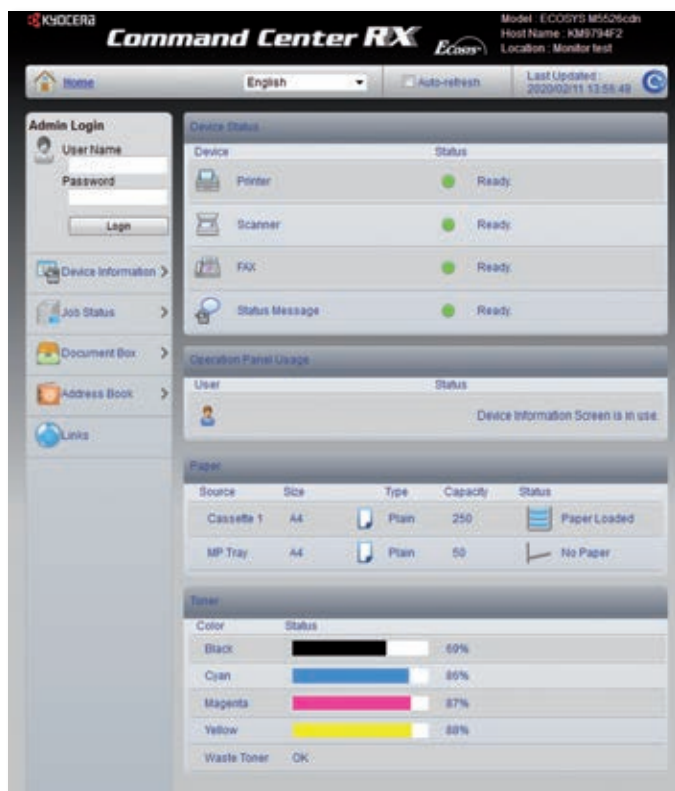 KYOCERA
Command Center RX
Ecosys
Model : ECOSYS M5526cdn
Host Name : KM9794F2
Location : Monitor test
Home
English
Auto-refresh
Last Updated :
2020/02/11 13:56:49
Admin Login
User Name
Password
Login
Device Information
Job Status
Document Box
Address Book
Links
Device Status
Device Status
Printer Ready.
Scanner Ready.
FAX Ready.
Status Message Ready.
Operation Panel Usage
User Status
Device Information Screen is in use.
Paper
Source Size Type Capacity Status
Cassette 1 A4 Plain 250 Paper Loaded
MP Tray A4 Plain 50 No Paper
Toner
Color Status
Black 69%
Cyan 86%
Magenta 87%
Yellow 88%
Waste Toner OK